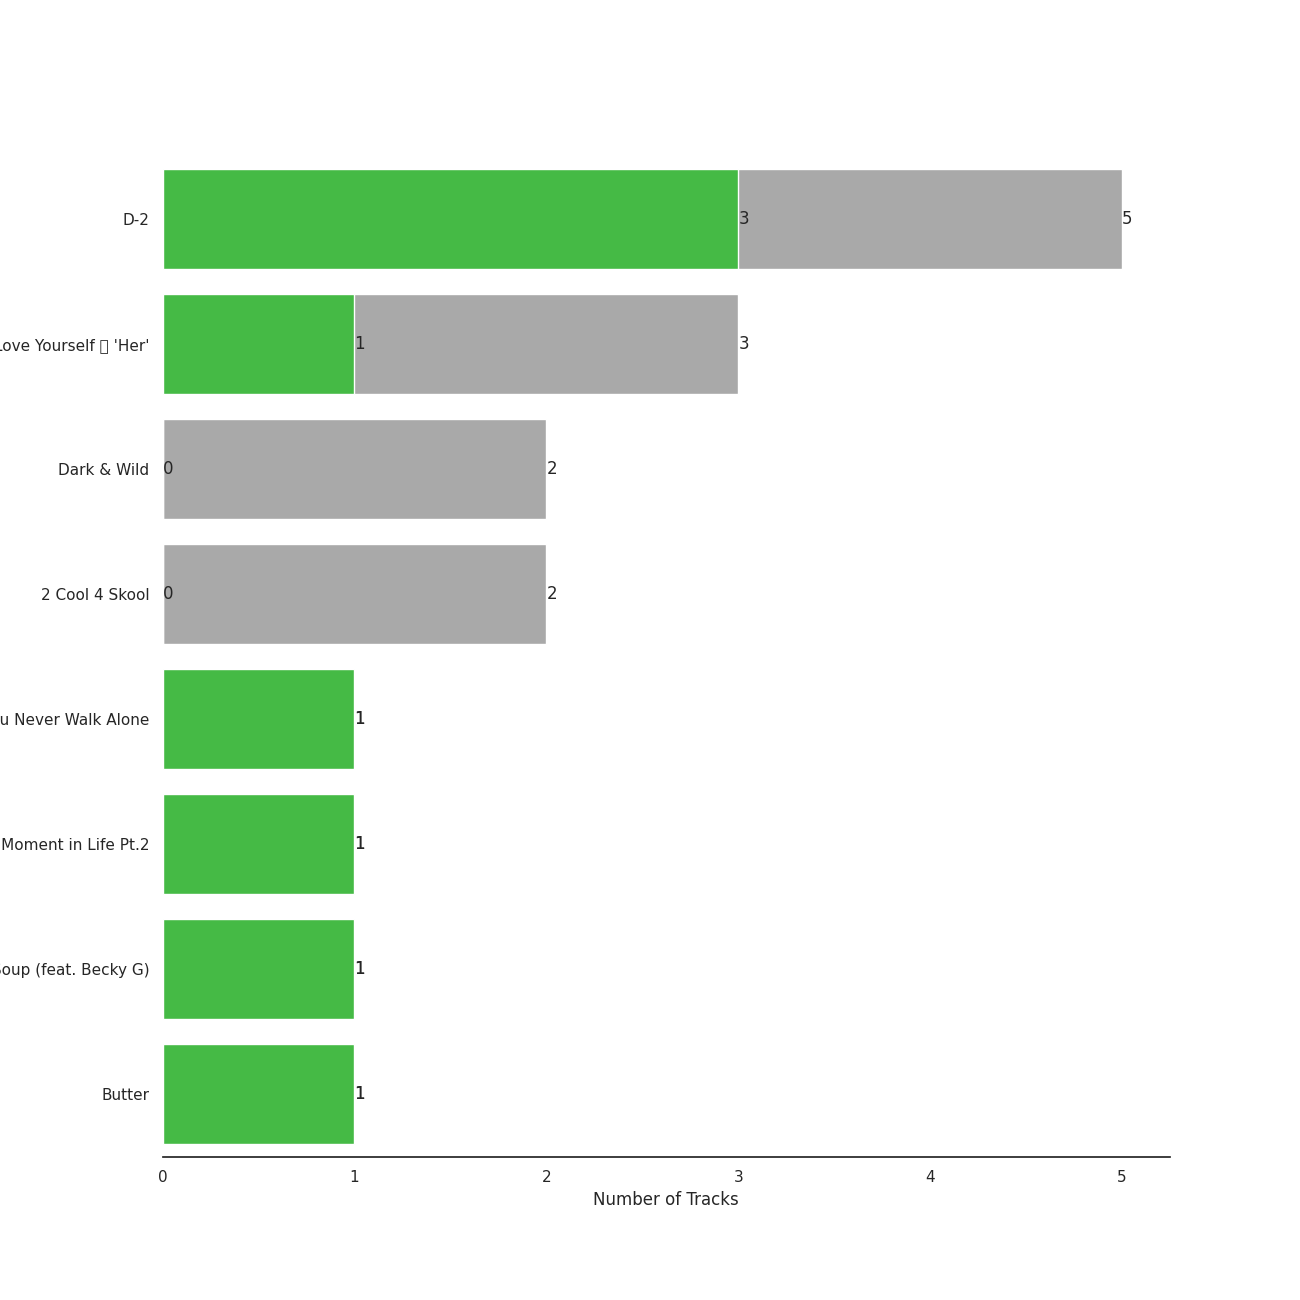 D-2
3
5
Love Yourself 'Her'
1
3
Dark & Wild
0
2
2 Cool 4 Skool
0
2
Never Walk Alone
1
Moment in Life Pt.2
1
(feat. Becky G)
1
Butter
1
0 1 2 3 4 5
Number of Tracks